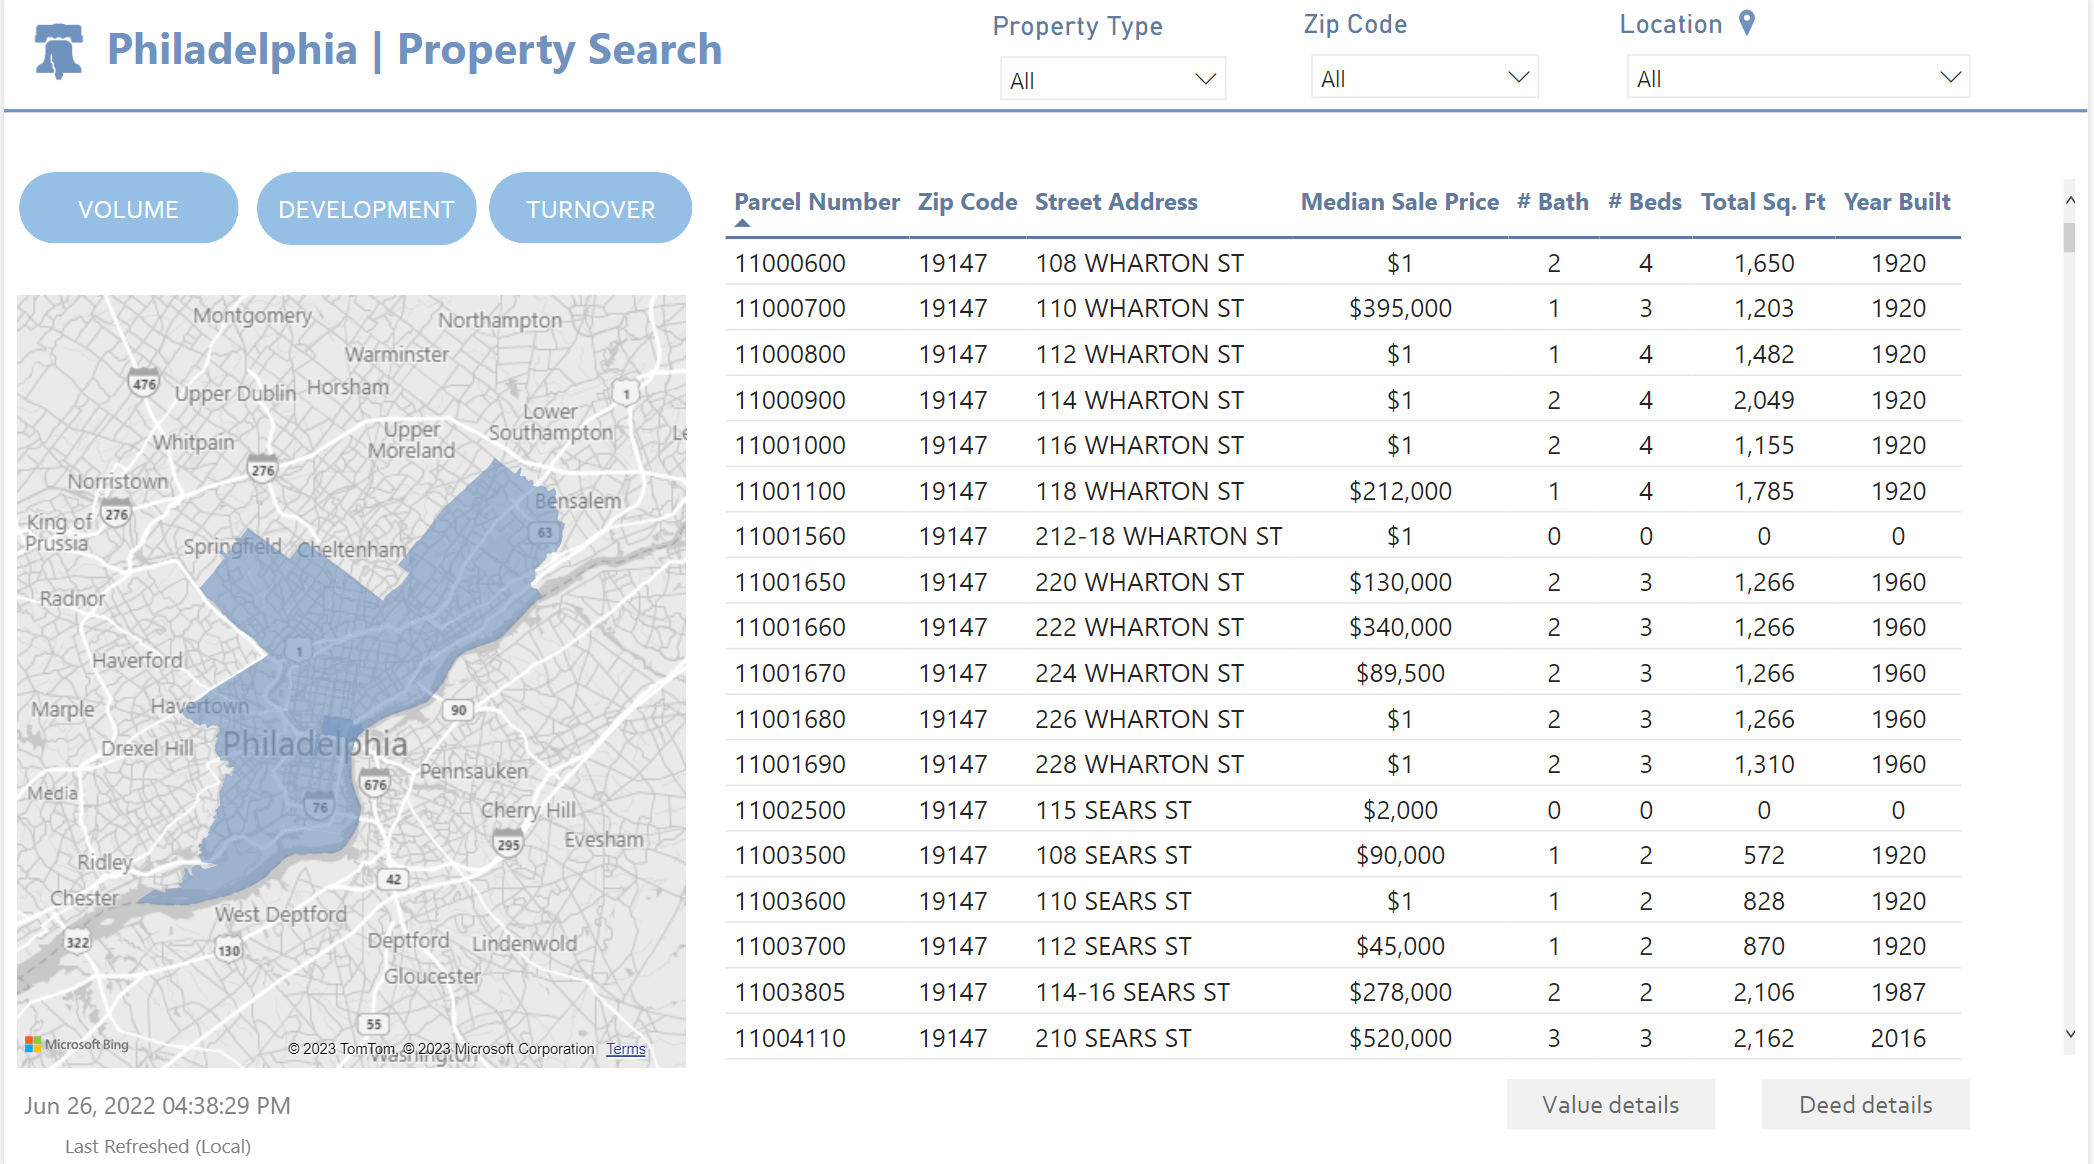 Philadelphia | Property Search
Property Type
Zip Code
Location
All
All
All
VOLUME
DEVELOPMENT
TURNOVER
Montgomery
Northampton
Warminster
476
Upper Dublin
Horsham
1
Lower
Southampton
Upper
Moreland
Whitpain
276
Norristown
276
King of
Prussia
Bensalem
63
Springfield
Cheltenham
Radnor
1
Haverford
Marple
Havertown
90
Drexel Hill
Philadelphia
Pennsauken
676
Media
76
Cherry Hill
295
Evesham
Ridley
42
Chester
West Deptford
322
130
Deptford
Lindenwold
Gloucester
55
Washington
Microsoft Bing
© 2023 TomTom, © 2023 Microsoft Corporation Terms
Jun 26, 2022 04:38:29 PM
Last Refreshed (Local)
Parcel Number Zip Code Street Address Median Sale Price # Bath # Beds Total Sq. Ft Year Built
11000600 19147 108 WHARTON ST $1 2 4 1,650 1920
11000700 19147 110 WHARTON ST $395,000 1 3 1,203 1920
11000800 19147 112 WHARTON ST $1 1 4 1,482 1920
11000900 19147 114 WHARTON ST $1 2 4 2,049 1920
11001000 19147 116 WHARTON ST $1 2 4 1,155 1920
11001100 19147 118 WHARTON ST $212,000 1 4 1,785 1920
11001560 19147 212-18 WHARTON ST $1 0 0 0 0
11001650 19147 220 WHARTON ST $130,000 2 3 1,266 1960
11001660 19147 222 WHARTON ST $340,000 2 3 1,266 1960
11001670 19147 224 WHARTON ST $89,500 2 3 1,266 1960
11001680 19147 226 WHARTON ST $1 2 3 1,266 1960
11001690 19147 228 WHARTON ST $1 2 3 1,310 1960
11002500 19147 115 SEARS ST $2,000 0 0 0 0
11003500 19147 108 SEARS ST $90,000 1 2 572 1920
11003600 19147 110 SEARS ST $1 1 2 828 1920
11003700 19147 112 SEARS ST $45,000 1 2 870 1920
11003805 19147 114-16 SEARS ST $278,000 2 2 2,106 1987
11004110 19147 210 SEARS ST $520,000 3 3 2,162 2016
Value details
Deed details